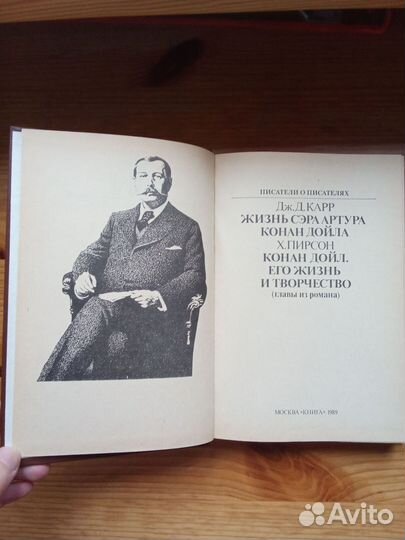 ПИСАТЕЛИ О ПИСАТЕЛЯХ
ДЖ. Д. КАРР
ЖИЗНЬ СЭРА АРТУРА
КОНАН ДОЙЛА
Х. ПИРСОН
КОНАН ДОЙЛ.
ЕГО ЖИЗНЬ
И ТВОРЧЕСТВО
(главы из романа)
МОСКВА «КНИГА» 1989
Avito